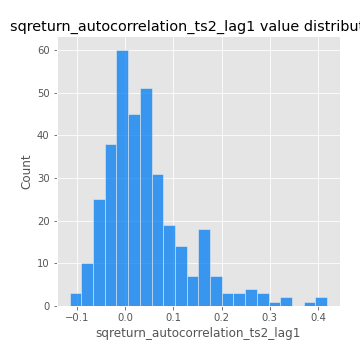 sqreturn_autocorrelation_ts2_lag1 value distribut
60
50
40
30
20
10
0
Count
−0.1 0.0 0.1 0.2 0.3 0.4
sqreturn_autocorrelation_ts2_lag1